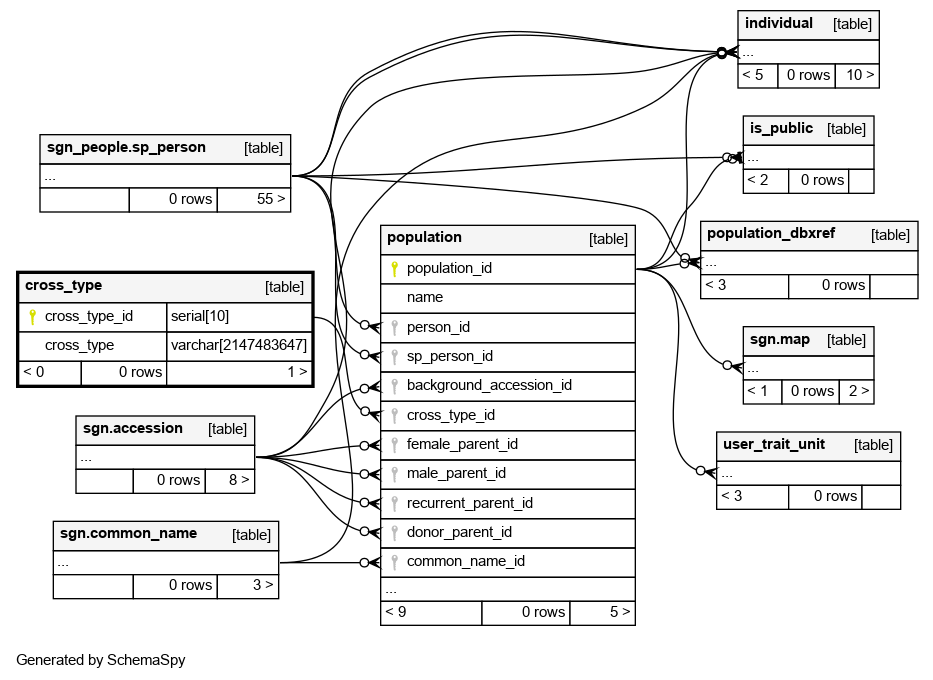 individual [table]
...
< 5 0 rows 10 >
is_public [table]
...
< 2 0 rows
sgn_people.sp_person [table]
...
0 rows 55 >
population [table]
population_id
name
person_id
sp_person_id
background_accession_id
cross_type_id
female_parent_id
male_parent_id
recurrent_parent_id
donor_parent_id
common_name_id
...
< 9 0 rows 5 >
population_dbxref [table]
...
< 3 0 rows
cross_type [table]
cross_type_id serial[10]
cross_type varchar[2147483647]
< 0 0 rows 1 >
sgn.map [table]
...
< 1 0 rows 2 >
sgn.accession [table]
...
0 rows 8 >
user_trait_unit [table]
...
< 3 0 rows
sgn.common_name [table]
...
0 rows 3 >
Generated by SchemaSpy